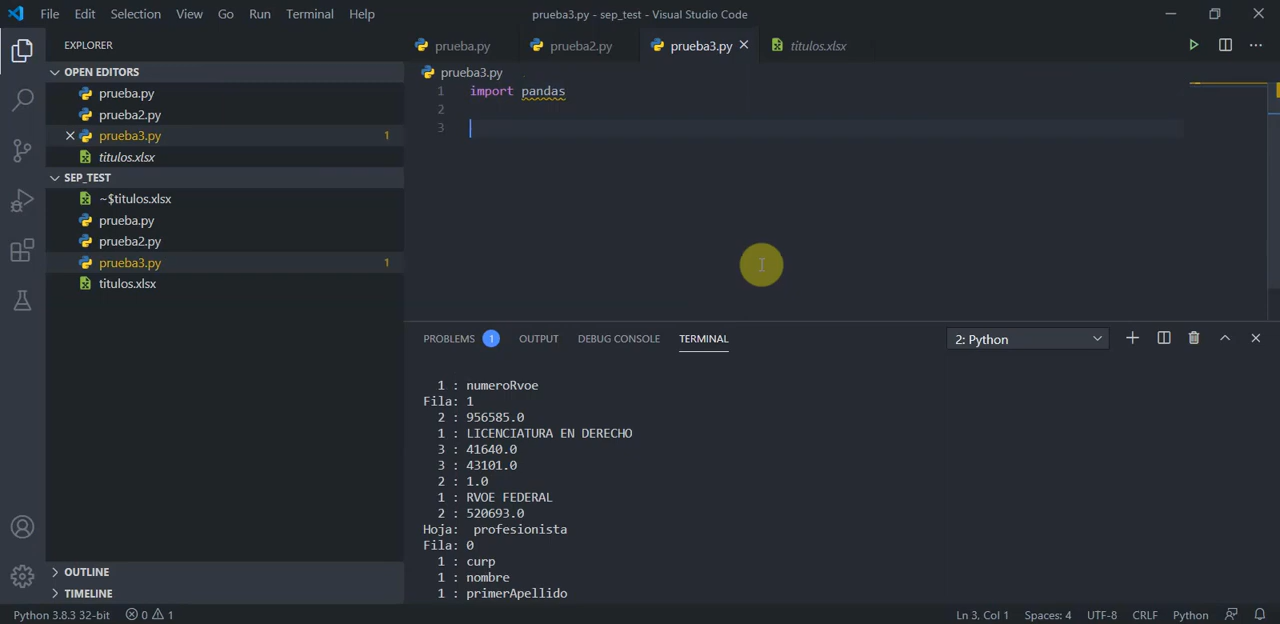 File Edit Selection View Go Run Terminal Help
prueba3.py - sep_test - Visual Studio Code
EXPLORER
OPEN EDITORS
prueba.py
prueba2.py
prueba3.py 1
titulos.xlsx
SEP_TEST
~$titulos.xlsx
prueba.py
prueba2.py
prueba3.py 1
titulos.xlsx
OUTLINE
TIMELINE
prueba.py prueba2.py prueba3.py titulos.xlsx
prueba3.py
1 import pandas
2
3
PROBLEMS 1 OUTPUT DEBUG CONSOLE TERMINAL 2: Python
1 : numeroRvoe
Fila: 1
2 : 956585.0
1 : LICENCIATURA EN DERECHO
3 : 41640.0
3 : 43101.0
2 : 1.0
1 : RVOE FEDERAL
2 : 520693.0
Hoja:  profesionista
Fila: 0
1 : curp
1 : nombre
1 : primerApellido
Python 3.8.3 32-bit 0 1 Ln 3, Col 1 Spaces: 4 UTF-8 CRLF Python